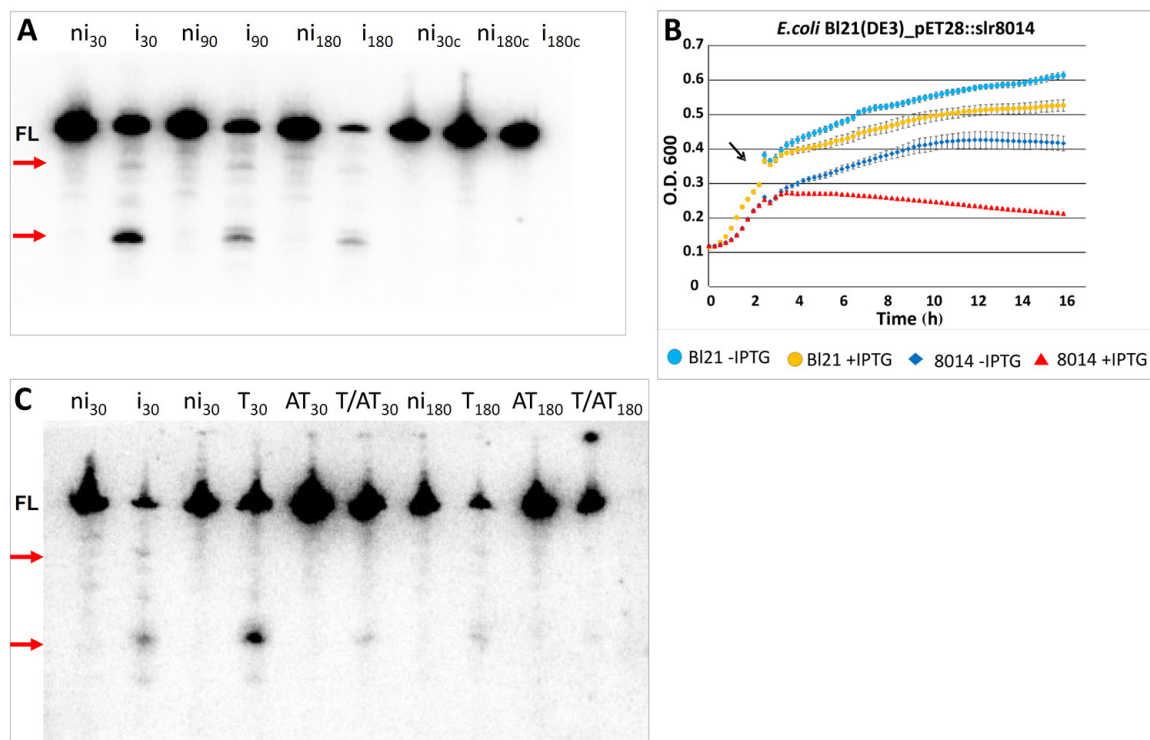 A
ni30 i30 ni90 i90 ni180 i180 ni30c ni180c i180c
FL
B
E.coli Bl21(DE3)_pET28::slr8014
0.7
0.6
0.5
0.4
0.3
0.2
0.1
0
O.D. 600
0 2 4 6 8 10 12 14 16
Time (h)
Bl21 -IPTG Bl21 +IPTG 8014 -IPTG 8014 +IPTG
C
ni30 i30 ni30 T30 AT30 T/AT30 ni180 T180 AT180 T/AT180
FL